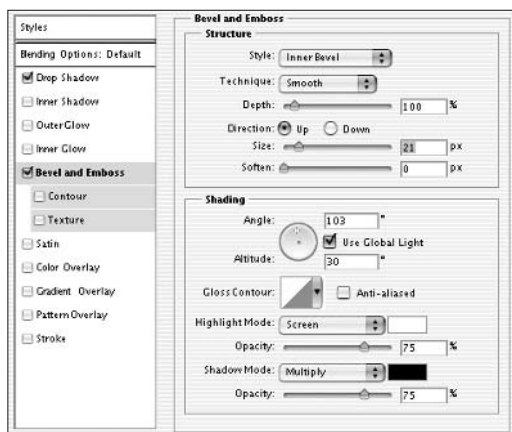 Styles
Blending Options: Default
Drop Shadow
Inner Shadow
Outer Glow
Inner Glow
Bevel and Emboss
Contour
Texture
Satin
Color Overlay
Gradient Overlay
Pattern Overlay
Stroke
Bevel and Emboss
Structure
Style: Inner Bevel
Technique: Smooth
Depth: 100 %
Direction: Up Down
Size: 21 px
Soften: 0 px
Shading
Angle: 103 °
Use Global Light
Altitude: 30 °
Gloss Contour: Anti-aliased
Highlight Mode: Screen
Opacity: 75 %
Shadow Mode: Multiply
Opacity: 75 %